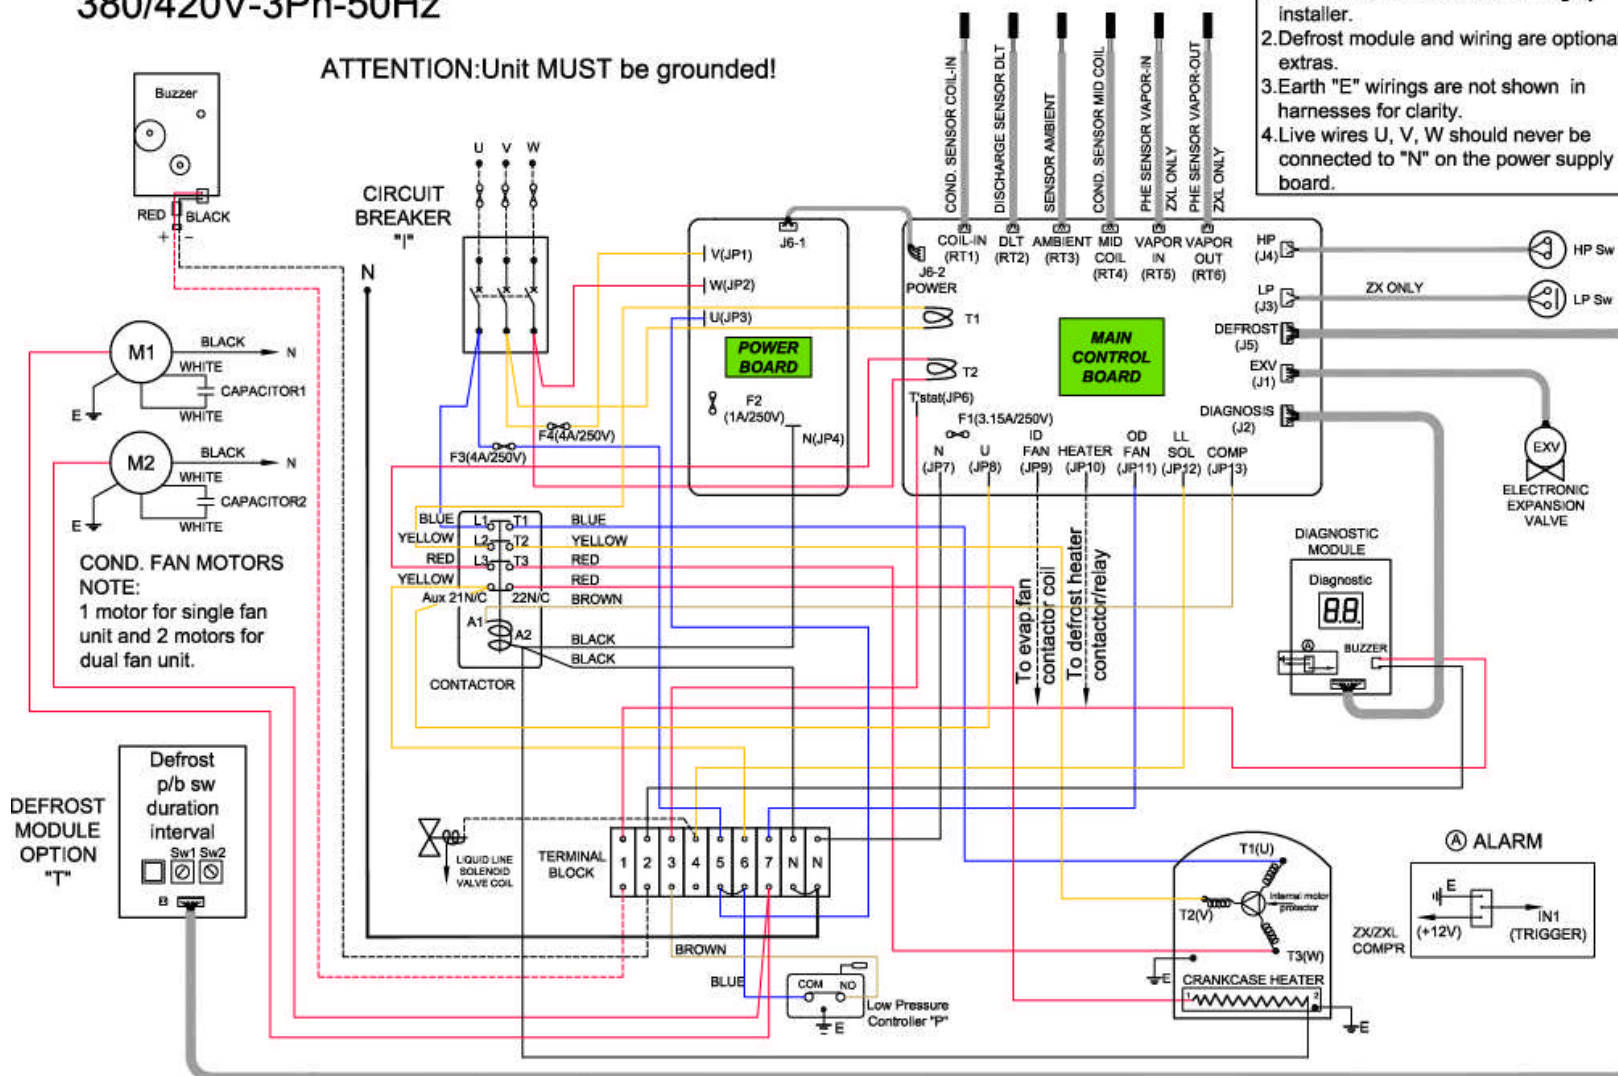 380/420V-3Ph-50Hz
ATTENTION:Unit MUST be grounded!
installer.
2.Defrost module and wiring are optional
extras.
3.Earth "E" wirings are not shown in
harnesses for clarity.
4.Live wires U, V, W should never be
connected to "N" on the power supply
board.
Buzzer
RED
BLACK
+ -
U V W
CIRCUIT
BREAKER
"I"
N
COND. SENSOR COIL-IN
DISCHARGE SENSOR DLT
SENSOR AMBIENT
COND. SENSOR MID COIL
PHE SENSOR VAPOR-IN
ZXL ONLY
PHE SENSOR VAPOR-OUT
ZXL ONLY
J6-1
V(JP1)
W(JP2)
U(JP3)
POWER
BOARD
F2
(1A/250V)
N(JP4)
J6-2
POWER
COIL-IN
(RT1)
DLT
(RT2)
AMBIENT
(RT3)
MID
COIL
(RT4)
VAPOR
IN
(RT5)
VAPOR
OUT
(RT6)
T1
T2
T'stat(JP6)
MAIN
CONTROL
BOARD
HP
(J4)
HP Sw
LP
(J3)
ZX ONLY
LP Sw
DEFROST
(J5)
EXV
(J1)
DIAGNOSIS
(J2)
F1(3.15A/250V)
N
(JP7)
U
(JP8)
ID
FAN
(JP9)
HEATER
(JP10)
OD
FAN
(JP11)
LL
SOL
(JP12)
COMP
(JP13)
EXV
ELECTRONIC
EXPANSION
VALVE
M1
BLACK
N
WHITE
CAPACITOR1
WHITE
E
M2
BLACK
N
WHITE
CAPACITOR2
WHITE
E
COND. FAN MOTORS
NOTE:
1 motor for single fan
unit and 2 motors for
dual fan unit.
F4(4A/250V)
F3(4A/250V)
BLUE L1 T1 BLUE
YELLOW L2 T2 YELLOW
RED L3 T3 RED
YELLOW RED
Aux 21N/C 22N/C BROWN
A1
A2
BLACK
BLACK
CONTACTOR
To evap.fan
contactor coil
To defrost heater
contactor/relay
DIAGNOSTIC
MODULE
Diagnostic
88
A
BUZZER
DEFROST
MODULE
OPTION
"T"
Defrost
p/b sw
duration
interval
Sw1 Sw2
LIQUID LINE
SOLENOID
VALVE COIL
TERMINAL
BLOCK
1 2 3 4 5 6 7 N N
BROWN
BLUE
COM NO
E
Low Pressure
Controller "P"
T1(U)
T2(V)
internal motor
protector
T3(W)
E
CRANKCASE HEATER
1 2
E
ZX/ZXL
COMP'R
A ALARM
E
(+12V)
IN1
(TRIGGER)